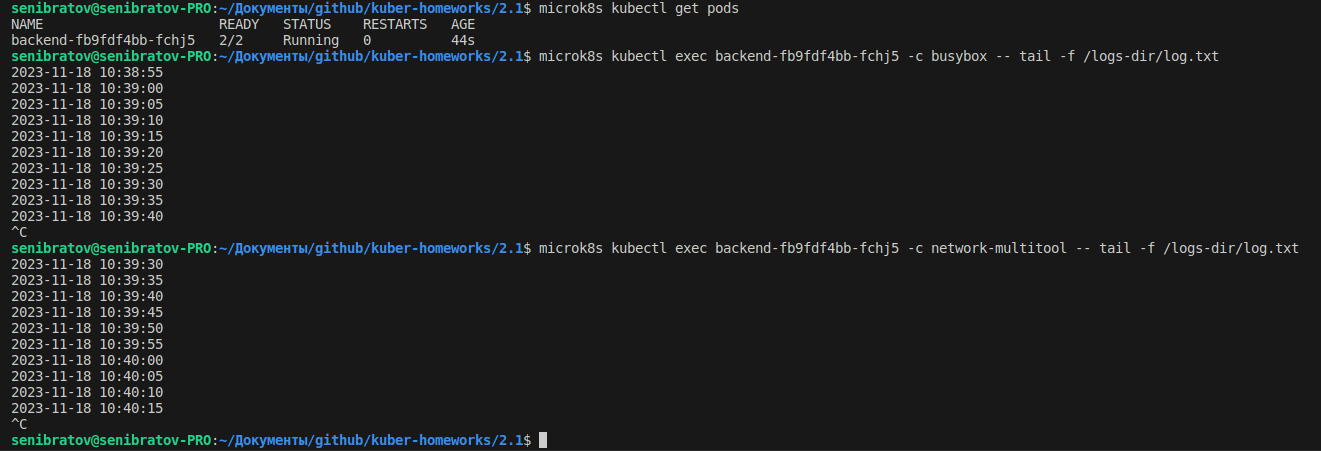 senibratov@senibratov-PRO:~/Документы/github/kuber-homeworks/2.1$ microk8s kubectl get pods
NAME                      READY   STATUS    RESTARTS   AGE
backend-fb9fdf4bb-fchj5   2/2     Running   0          44s
senibratov@senibratov-PRO:~/Документы/github/kuber-homeworks/2.1$ microk8s kubectl exec backend-fb9fdf4bb-fchj5 -c busybox -- tail -f /logs-dir/log.txt
2023-11-18 10:38:55
2023-11-18 10:39:00
2023-11-18 10:39:05
2023-11-18 10:39:10
2023-11-18 10:39:15
2023-11-18 10:39:20
2023-11-18 10:39:25
2023-11-18 10:39:30
2023-11-18 10:39:35
2023-11-18 10:39:40
^C
senibratov@senibratov-PRO:~/Документы/github/kuber-homeworks/2.1$ microk8s kubectl exec backend-fb9fdf4bb-fchj5 -c network-multitool -- tail -f /logs-dir/log.txt
2023-11-18 10:39:30
2023-11-18 10:39:35
2023-11-18 10:39:40
2023-11-18 10:39:45
2023-11-18 10:39:50
2023-11-18 10:39:55
2023-11-18 10:40:00
2023-11-18 10:40:05
2023-11-18 10:40:10
2023-11-18 10:40:15
^C
senibratov@senibratov-PRO:~/Документы/github/kuber-homeworks/2.1$